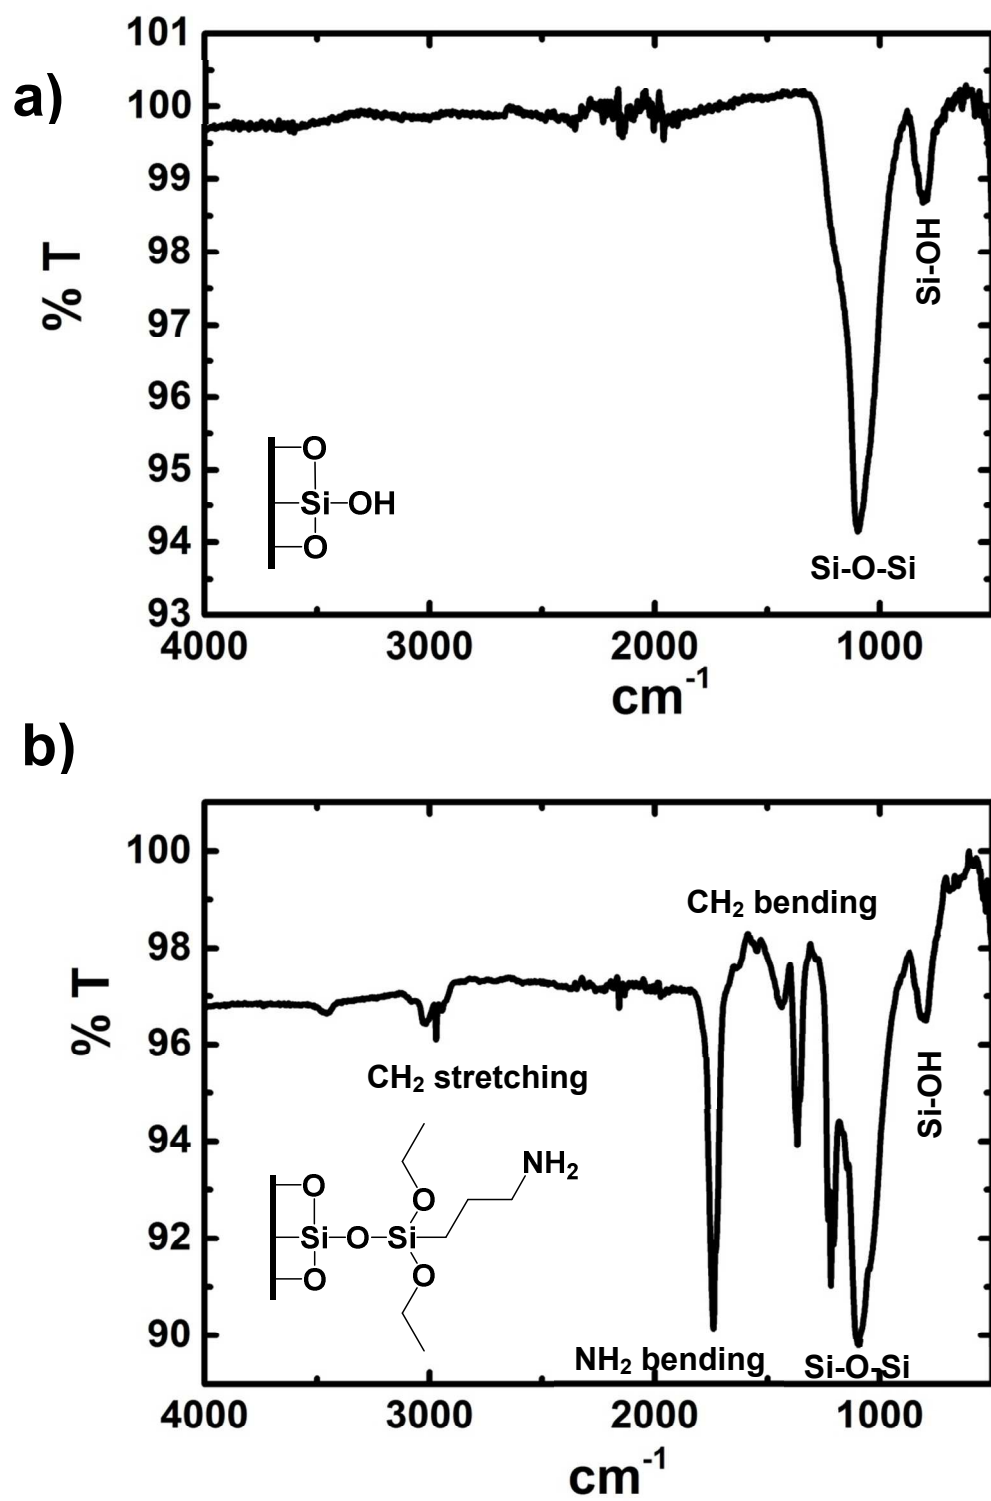 a)
101
100
99
98
97
96
95
94
93
% T
Si-OH
O
Si-OH
O
Si-O-Si
4000 3000 2000 1000
cm⁻¹
b)
100
98
96
94
92
90
% T
CH₂ bending
CH₂ stretching
Si-OH
NH₂
O
O
Si-O-Si
O
O
NH₂ bending
Si-O-Si
4000 3000 2000 1000
cm⁻¹